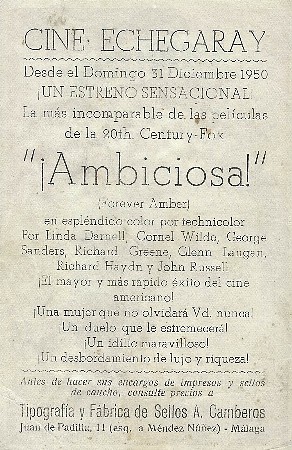 CINE ECHEGARAY
Desde el Domingo 31 Diciembre 1950
¡UN ESTRENO SENSACIONAL
La más incomparable de las películas
de la 20th. Century-Fox
"¡Ambiciosa!"
(Forever Amber)
en espléndido color por technicolor
Por Linda Darnell, Cornel Wilde, George
Sanders, Richard Greene, Glenn Langan,
Richard Haydn y John Russell
¡El mayor y más rápido éxito del cine
americano!
¡Una mujer que no olvidará Vd. nunca!
¡Un duelo que le estremecerá!
¡Un idilio maravilloso!
¡Un desbordamiento de lujo y riqueza!
Antes de hacer sus encargos de impresos y sellos
de caucho, consulte precios a
Tipografía y Fábrica de Sellos A. Camberos
Juan de Padilla, 11 (esq. a Méndez Núñez) - Málaga